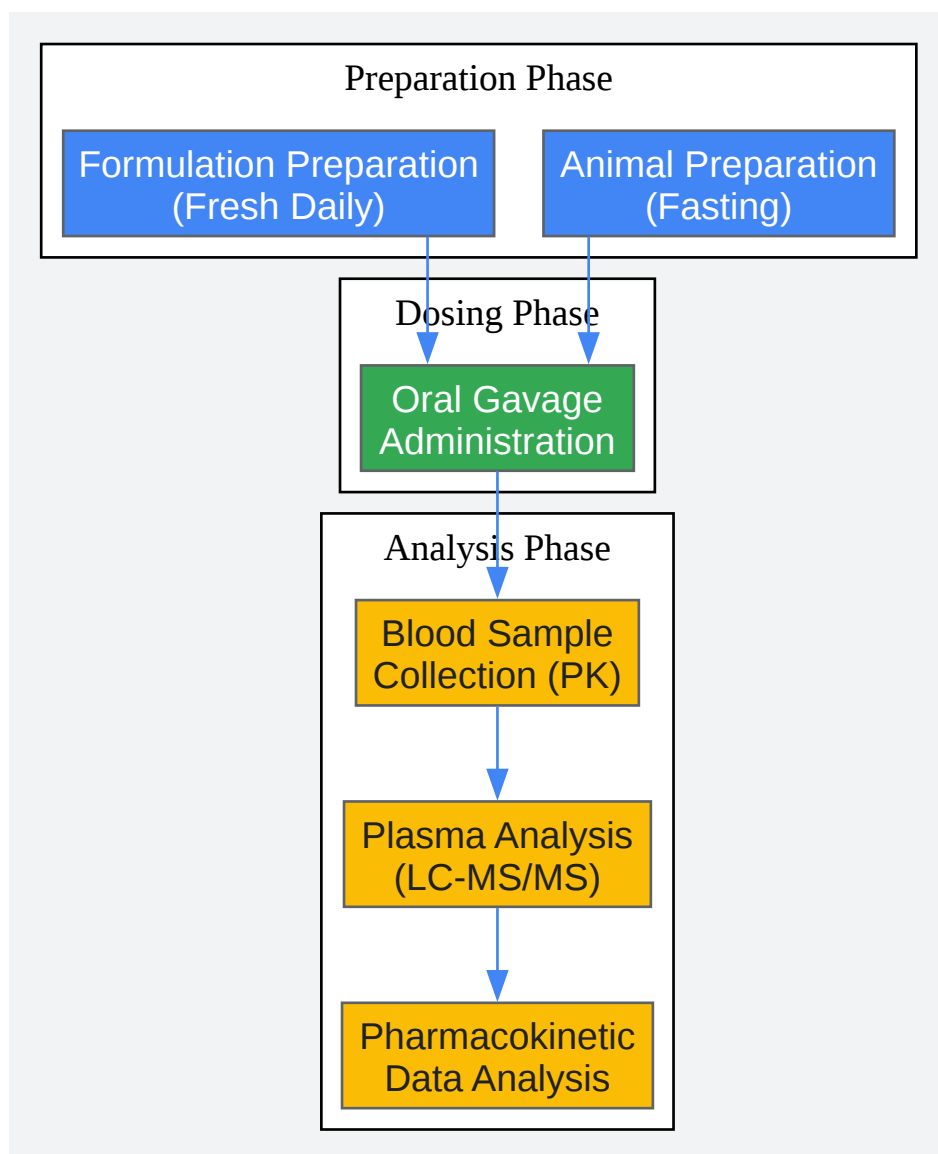 Preparation Phase
Formulation Preparation
(Fresh Daily)
Animal Preparation
(Fasting)
Dosing Phase
Oral Gavage
Administration
Analysis Phase
Blood Sample
Collection (PK)
Plasma Analysis
(LC-MS/MS)
Pharmacokinetic
Data Analysis